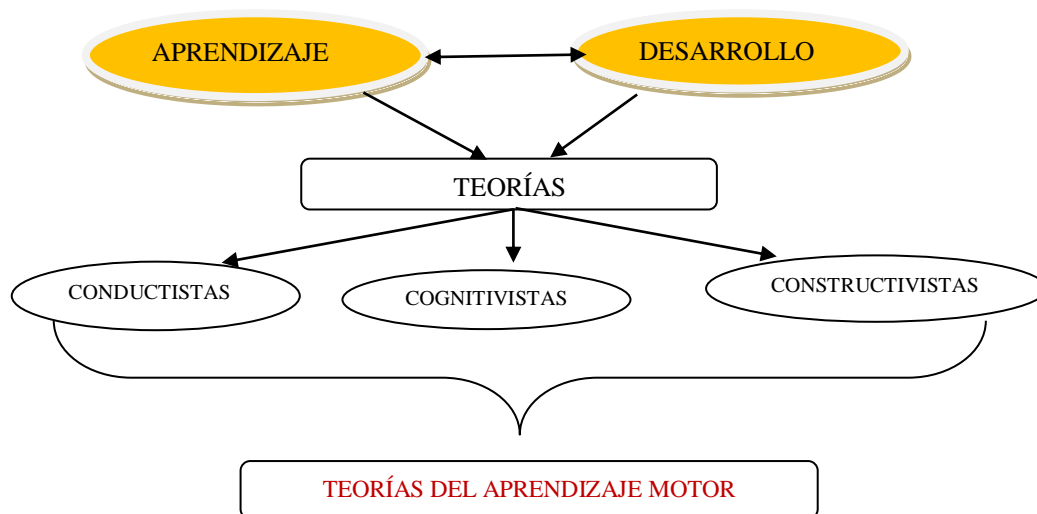 APRENDIZAJE
DESARROLLO
TEORÍAS
CONDUCTISTAS
COGNITIVISTAS
CONSTRUCTIVISTAS
TEORÍAS DEL APRENDIZAJE MOTOR